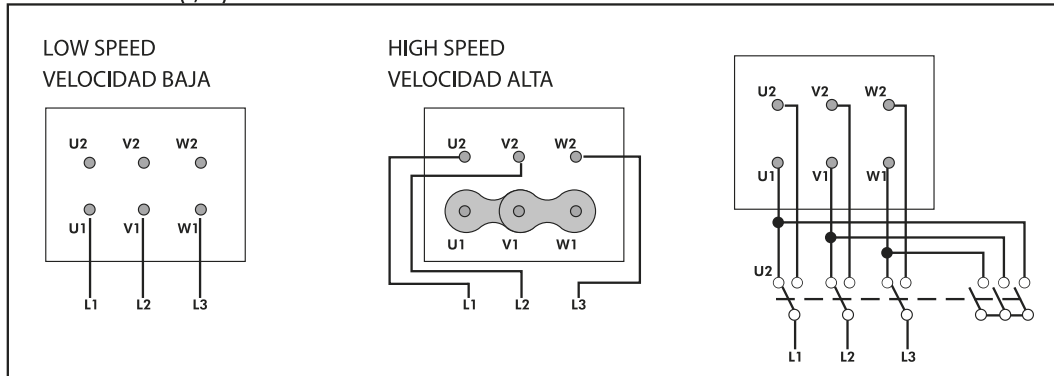 LOW SPEED
VELOCIDAD BAJA
U2 V2 W2
U1 V1 W1
L1 L2 L3
HIGH SPEED
VELOCIDAD ALTA
U2 V2 W2
U1 V1 W1
L1 L2 L3
U2 V2 W2
U1 V1 W1
U2
L1 L2 L3